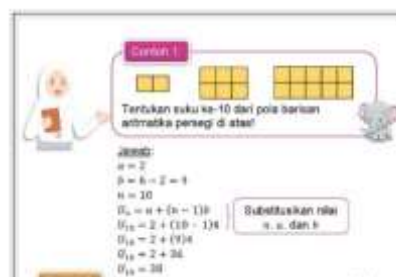 Contoh 1
Tentukan suku ke-10 dari pola barisan
aritmatika persegi di atas!
Jawab:
a = 2
b = 6 − 2 = 4
n = 10
Uₙ = a + (n − 1)b
U₁₀ = 2 + (10 − 1)4
U₁₀ = 2 + (9)4
U₁₀ = 2 + 36
U₁₀ = 38
Substitusikan nilai
n, a, dan b